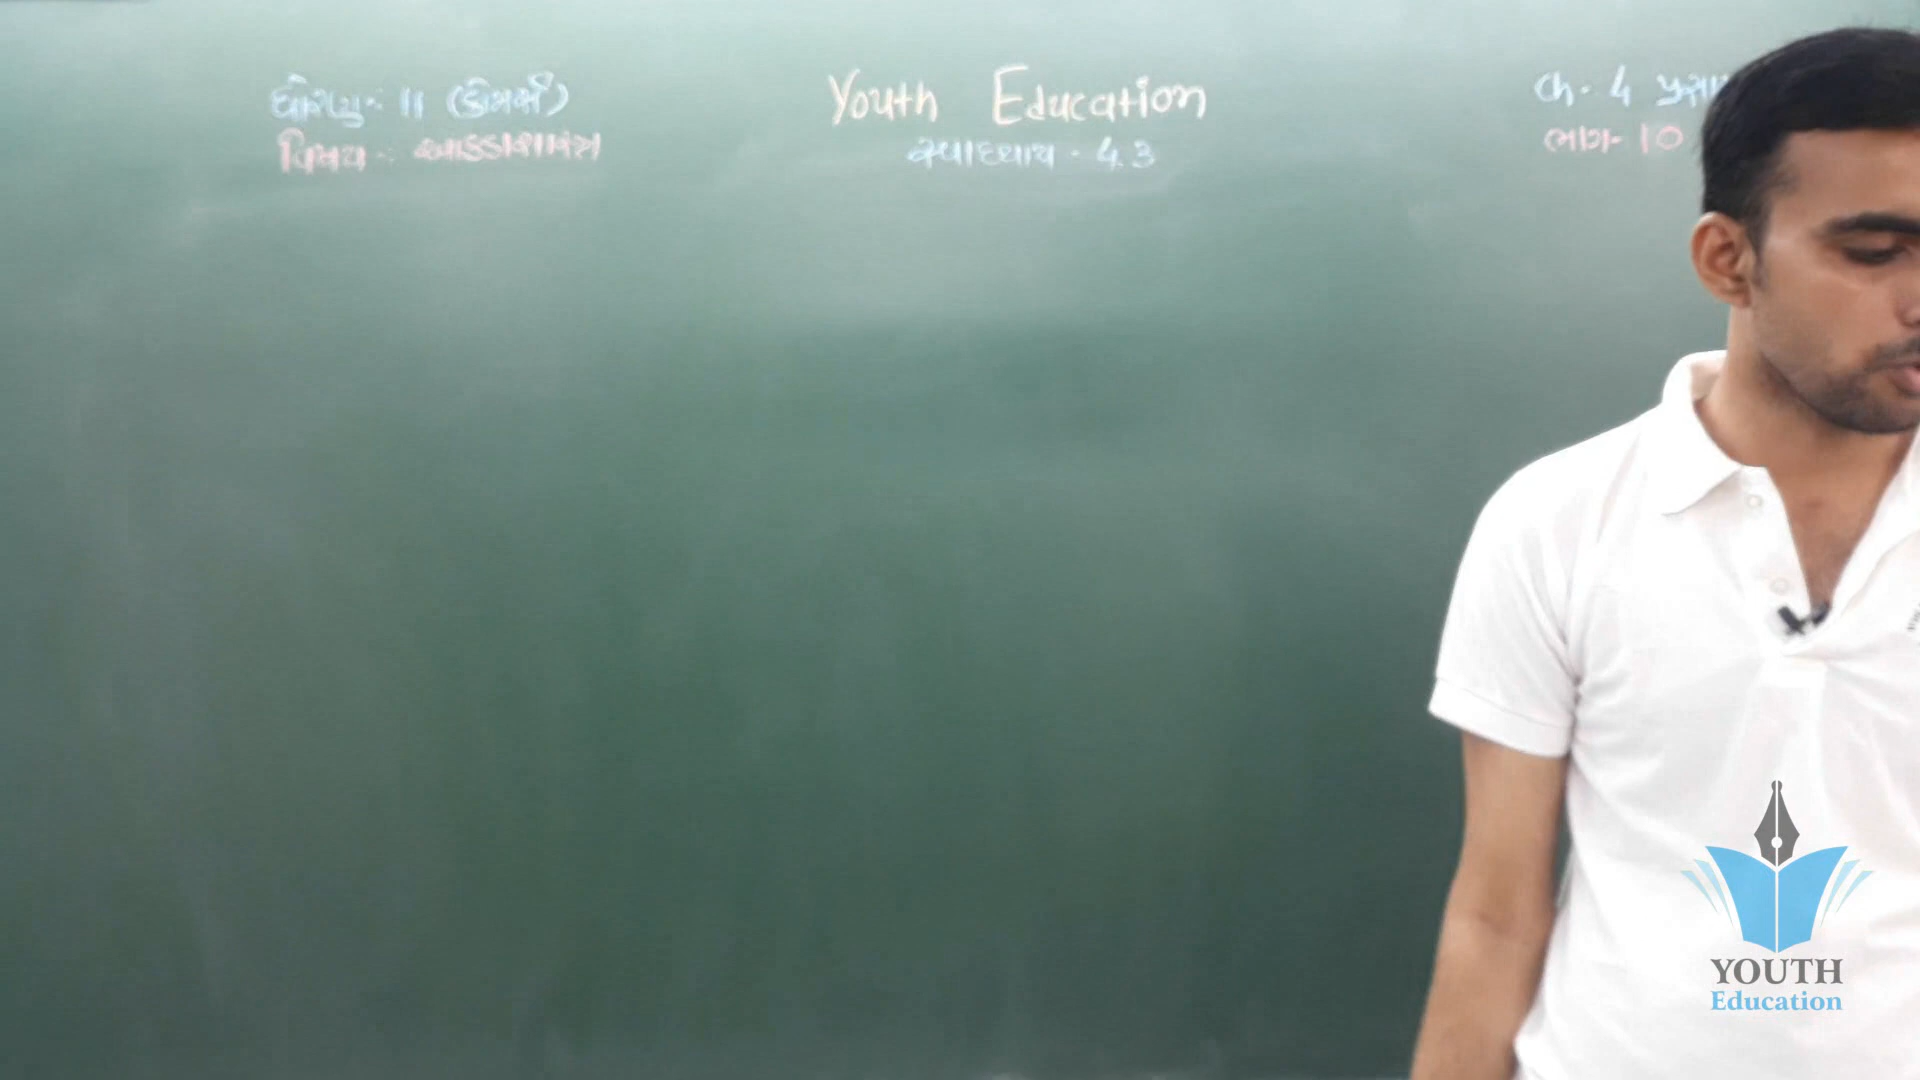 ધોરણ - 11 (કોમર્સ)
વિષય - આંકડાશાસ્ત્ર
Youth Education
સ્વાધ્યાય - 4.3
Ch - 4
ભાગ - 10
YOUTH
Education